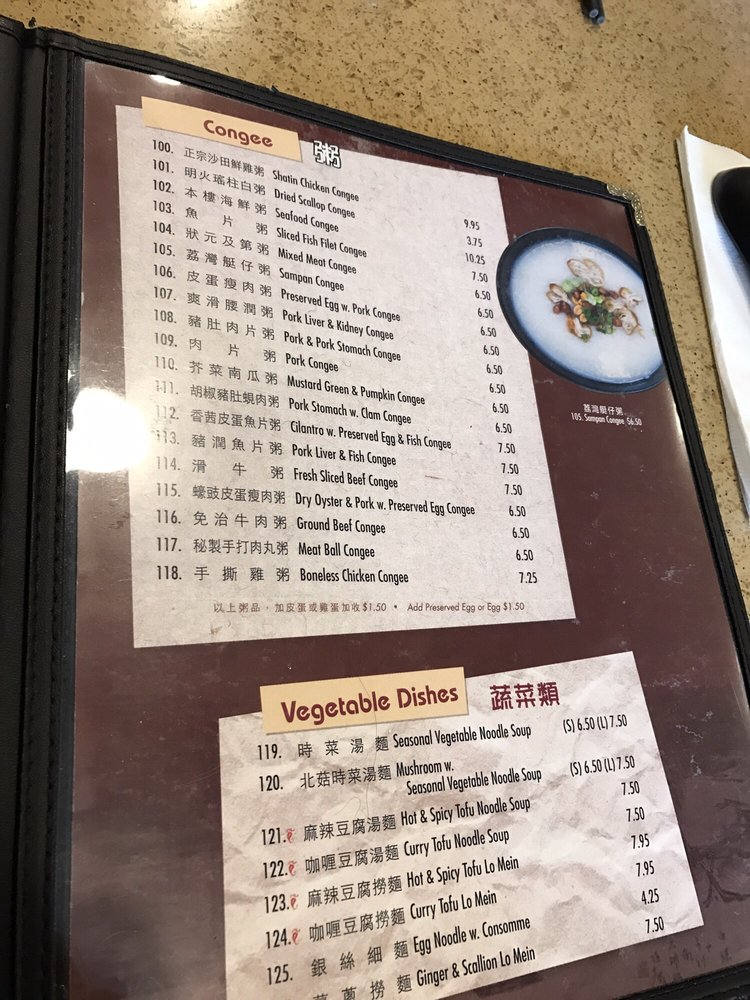 Congee 粥
100. 正宗沙田鮮雞粥 Shatin Chicken Congee 9.95
101. 明火瑤柱白粥 Dried Scallop Congee 3.75
102. 本樓海鮮粥 Seafood Congee 10.25
103. 魚片粥 Sliced Fish Filet Congee 7.50
104. 狀元及第粥 Mixed Meat Congee 6.50
105. 荔灣艇仔粥 Sampan Congee 6.50
106. 皮蛋瘦肉粥 Preserved Egg w. Pork Congee 6.50
107. 爽滑腰潤粥 Pork Liver & Kidney Congee 6.50
108. 豬肚肉片粥 Pork & Pork Stomach Congee 6.50
109. 肉片粥 Pork Congee 6.50
110. 芥菜南瓜粥 Mustard Green & Pumpkin Congee 6.50
111. 胡椒豬肚蜆肉粥 Pork Stomach w. Clam Congee 6.50
112. 香茜皮蛋魚片粥 Cilantro w. Preserved Egg & Fish Congee 7.50
113. 豬潤魚片粥 Pork Liver & Fish Congee 7.50
114. 滑牛粥 Fresh Sliced Beef Congee 7.50
115. 蠔豉皮蛋瘦肉粥 Dry Oyster & Pork w. Preserved Egg Congee 6.50
116. 免治牛肉粥 Ground Beef Congee 6.50
117. 秘製手打肉丸粥 Meat Ball Congee 6.50
118. 手撕雞粥 Boneless Chicken Congee 7.25
以上粥品，加皮蛋或雞蛋加收$1.50 • Add Preserved Egg or Egg $1.50
荔灣艇仔粥
105. Sampan Congee $6.50
Vegetable Dishes 蔬菜類
119. 時菜湯麵 Seasonal Vegetable Noodle Soup (S) 6.50 (L) 7.50
120. 北菇時菜湯麵 Mushroom w.
Seasonal Vegetable Noodle Soup (S) 6.50 (L) 7.50
121. 麻辣豆腐湯麵 Hot & Spicy Tofu Noodle Soup 7.50
122. 咖喱豆腐湯麵 Curry Tofu Noodle Soup 7.50
123. 麻辣豆腐撈麵 Hot & Spicy Tofu Lo Mein 7.95
124. 咖喱豆腐撈麵 Curry Tofu Lo Mein 7.95
125. 銀絲細麵 Egg Noodle w. Consomme 4.25
蔥撈麵 Ginger & Scallion Lo Mein 7.50